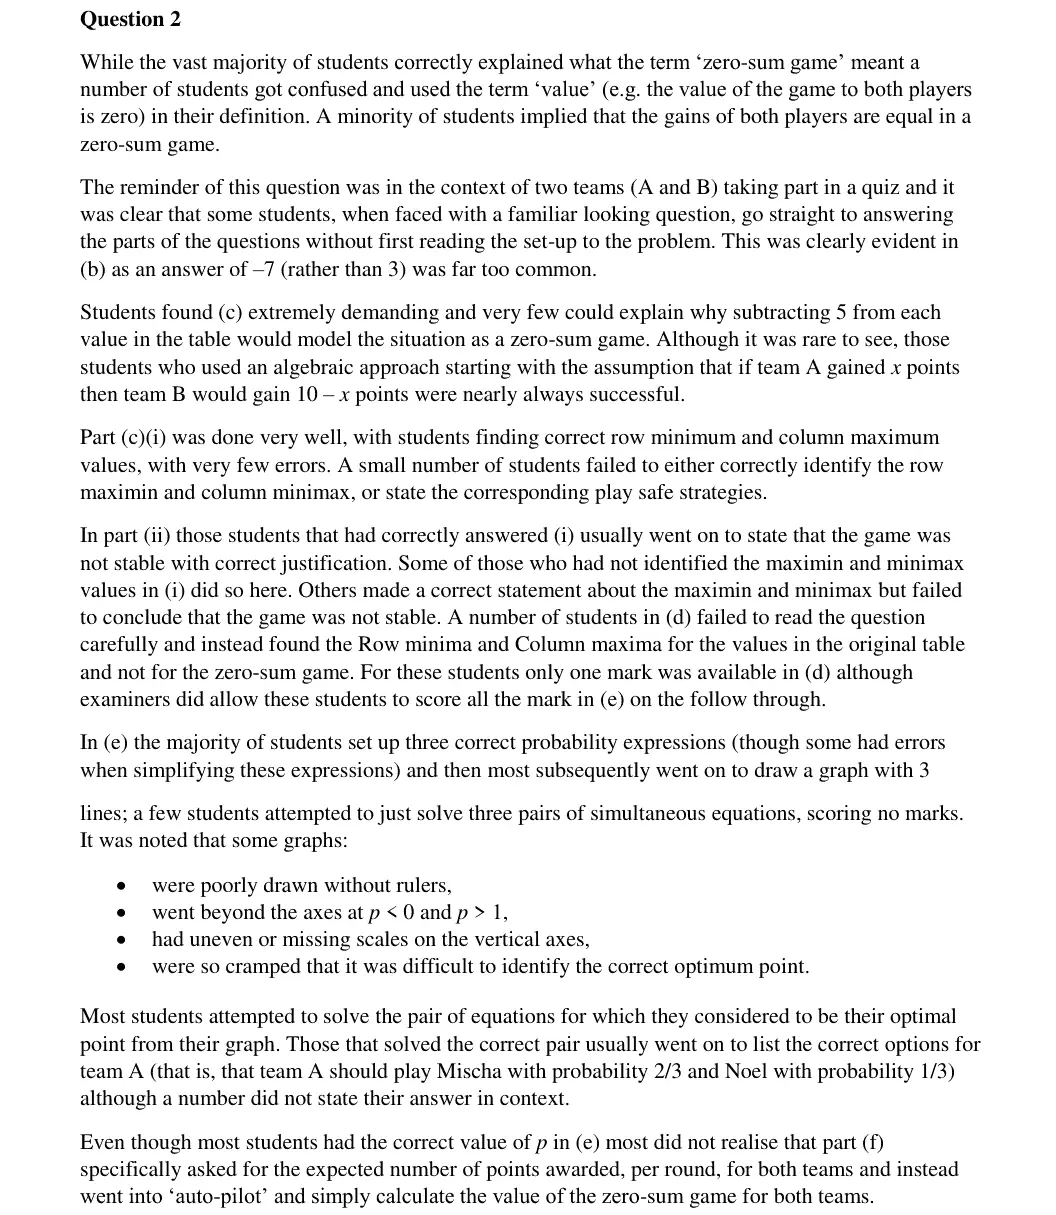 Question 2
While the vast majority of students correctly explained what the term ‘zero-sum game’ meant a
number of students got confused and used the term ‘value’ (e.g. the value of the game to both players
is zero) in their definition. A minority of students implied that the gains of both players are equal in a
zero-sum game.
The reminder of this question was in the context of two teams (A and B) taking part in a quiz and it
was clear that some students, when faced with a familiar looking question, go straight to answering
the parts of the questions without first reading the set-up to the problem. This was clearly evident in
(b) as an answer of –7 (rather than 3) was far too common.
Students found (c) extremely demanding and very few could explain why subtracting 5 from each
value in the table would model the situation as a zero-sum game. Although it was rare to see, those
students who used an algebraic approach starting with the assumption that if team A gained x points
then team B would gain 10 – x points were nearly always successful.
Part (c)(i) was done very well, with students finding correct row minimum and column maximum
values, with very few errors. A small number of students failed to either correctly identify the row
maximin and column minimax, or state the corresponding play safe strategies.
In part (ii) those students that had correctly answered (i) usually went on to state that the game was
not stable with correct justification. Some of those who had not identified the maximin and minimax
values in (i) did so here. Others made a correct statement about the maximin and minimax but failed
to conclude that the game was not stable. A number of students in (d) failed to read the question
carefully and instead found the Row minima and Column maxima for the values in the original table
and not for the zero-sum game. For these students only one mark was available in (d) although
examiners did allow these students to score all the mark in (e) on the follow through.
In (e) the majority of students set up three correct probability expressions (though some had errors
when simplifying these expressions) and then most subsequently went on to draw a graph with 3
lines; a few students attempted to just solve three pairs of simultaneous equations, scoring no marks.
It was noted that some graphs:
• were poorly drawn without rulers,
• went beyond the axes at p < 0 and p > 1,
• had uneven or missing scales on the vertical axes,
• were so cramped that it was difficult to identify the correct optimum point.
Most students attempted to solve the pair of equations for which they considered to be their optimal
point from their graph. Those that solved the correct pair usually went on to list the correct options for
team A (that is, that team A should play Mischa with probability 2/3 and Noel with probability 1/3)
although a number did not state their answer in context.
Even though most students had the correct value of p in (e) most did not realise that part (f)
specifically asked for the expected number of points awarded, per round, for both teams and instead
went into ‘auto-pilot’ and simply calculate the value of the zero-sum game for both teams.